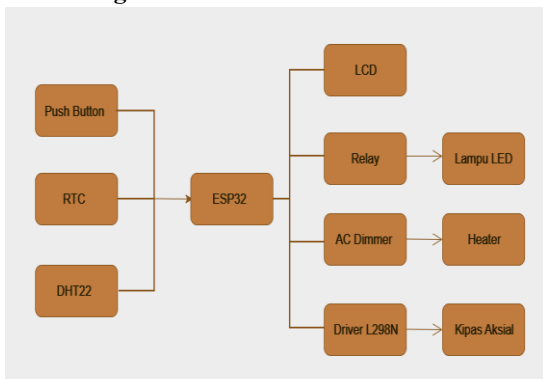 Push Button
RTC
DHT22
ESP32
LCD
Relay
Lampu LED
AC Dimmer
Heater
Driver L298N
Kipas Aksial